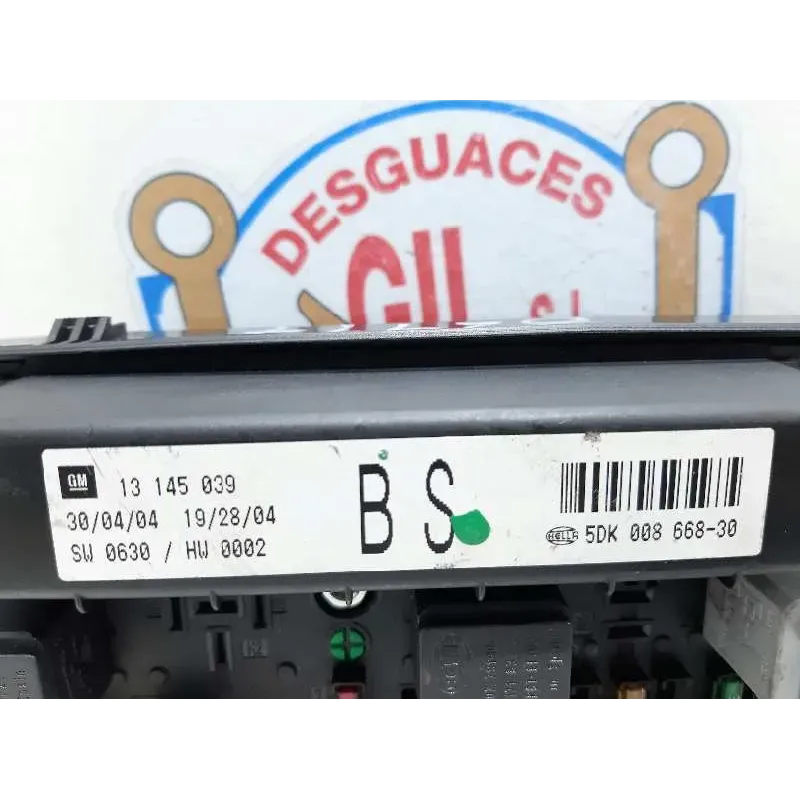 DESGUACES
GIL
S.L
GM 13 145 039
30/04/04 19/28/04
SW 0630 / HW 0002
B S
HELLA 5DK 008 668-30